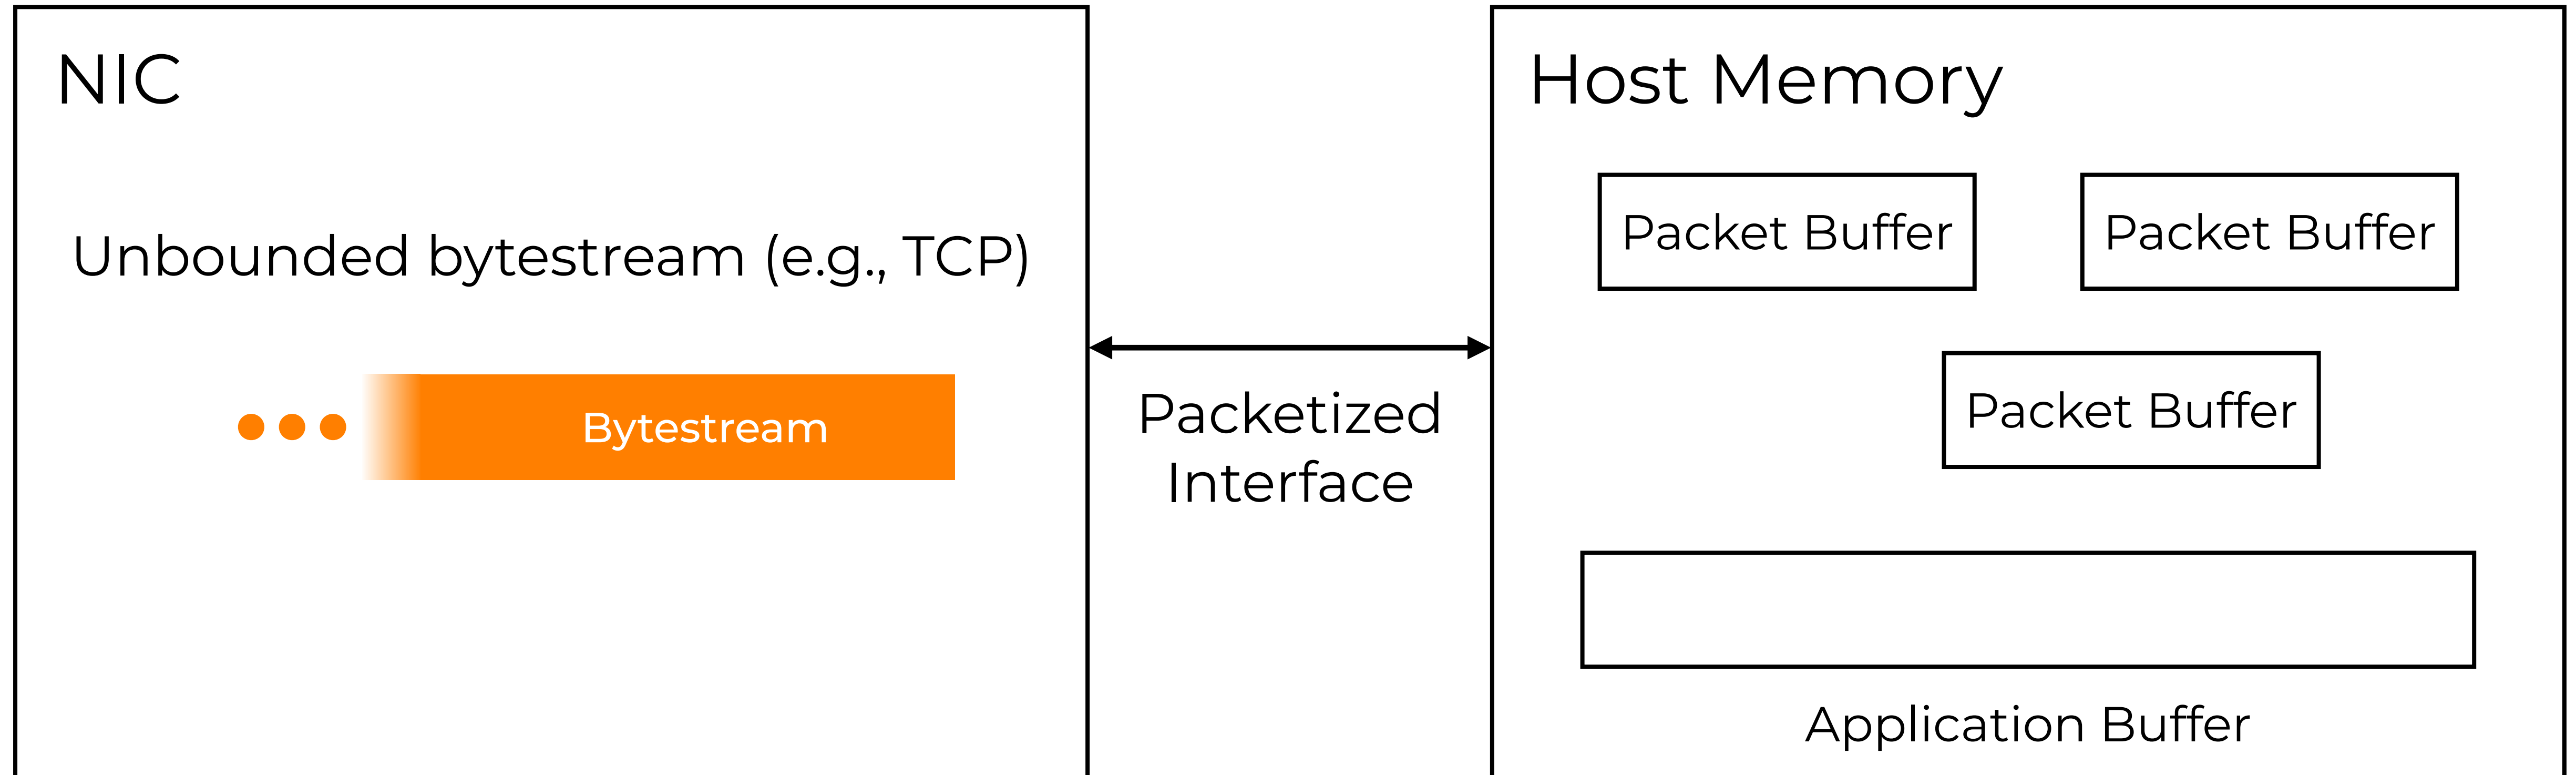 NIC
Unbounded bytestream (e.g., TCP)
Bytestream
Packetized
Interface
Host Memory
Packet Buffer
Packet Buffer
Packet Buffer
Application Buffer